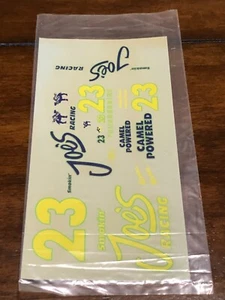 Smokin'
Joe's
RACING
23
23
Smokin'
Joe's
RACING
23
CAMEL
POWERED
CAMEL
POWERED
23
Smokin'
Joe's
RACING